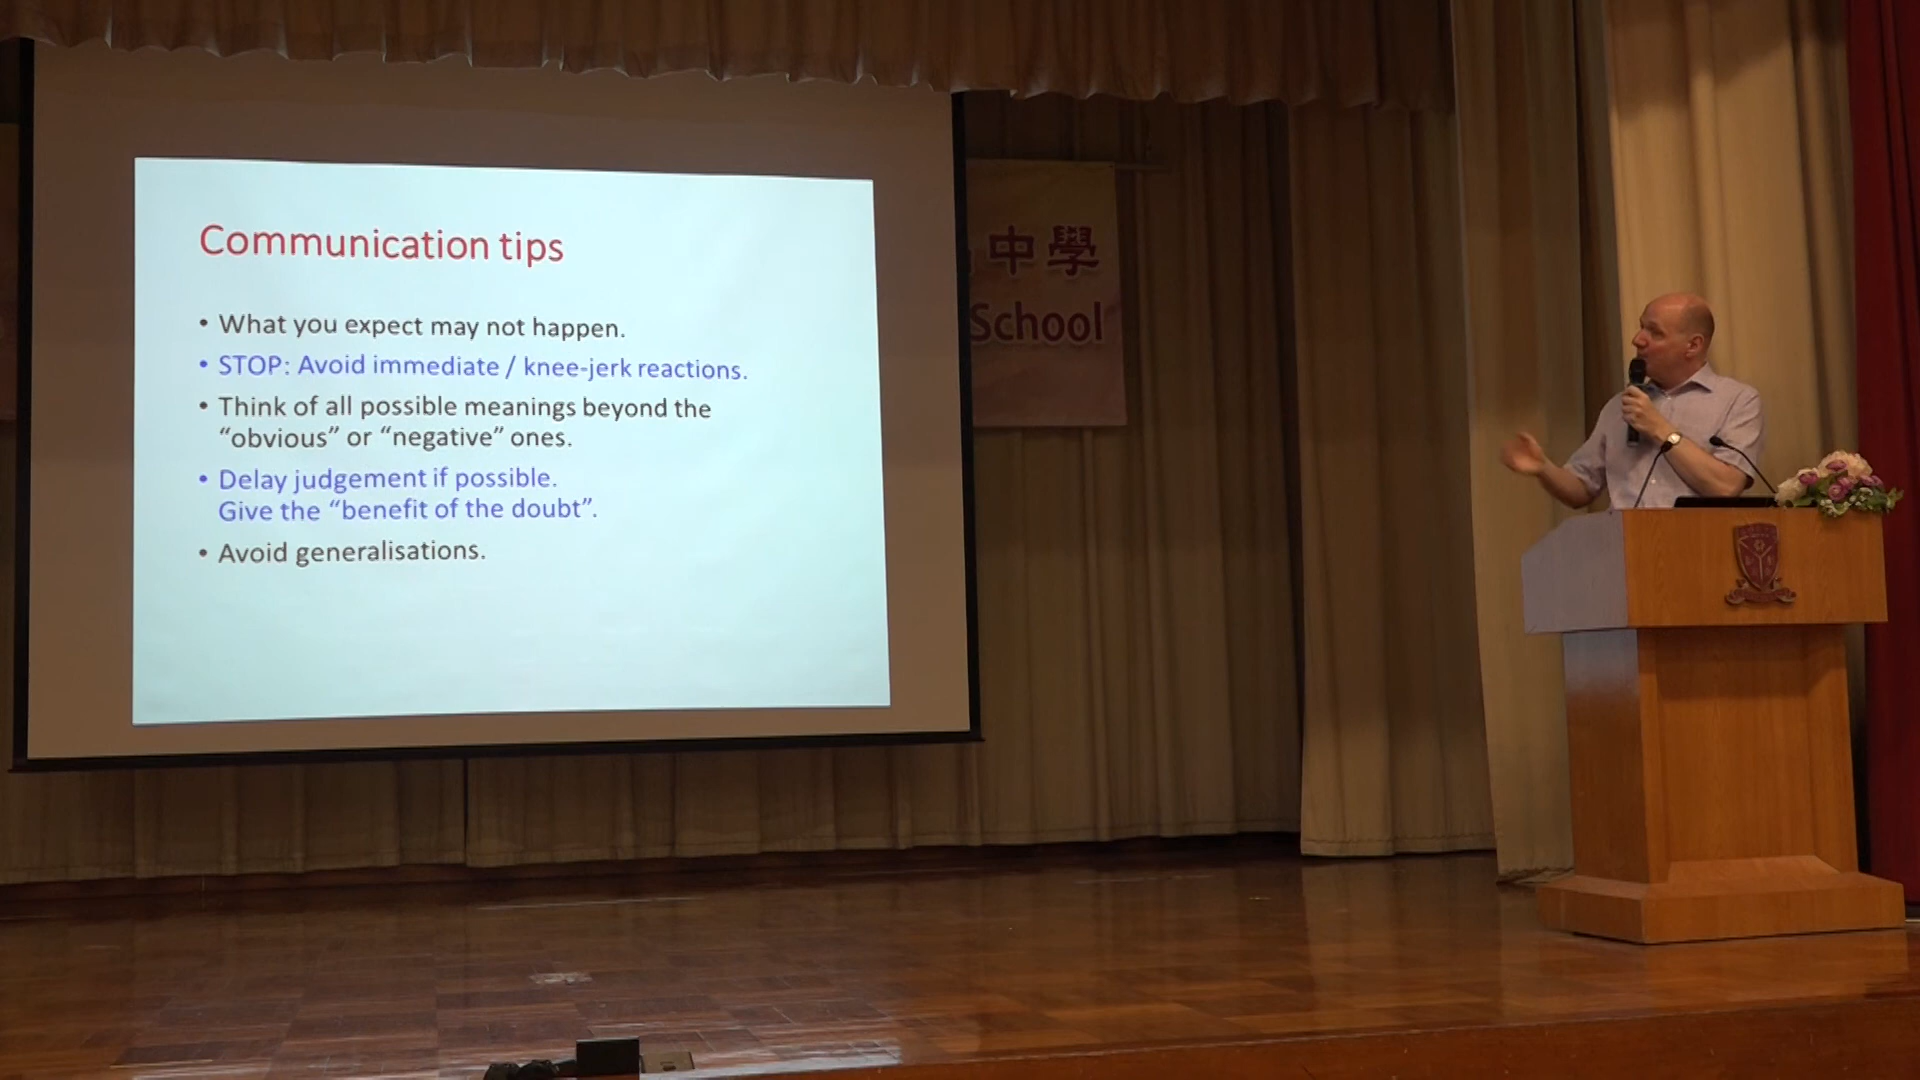 Communication tips
• What you expect may not happen.
• STOP: Avoid immediate / knee-jerk reactions.
• Think of all possible meanings beyond the
“obvious” or “negative” ones.
• Delay judgement if possible.
Give the “benefit of the doubt”.
• Avoid generalisations.
中學
School